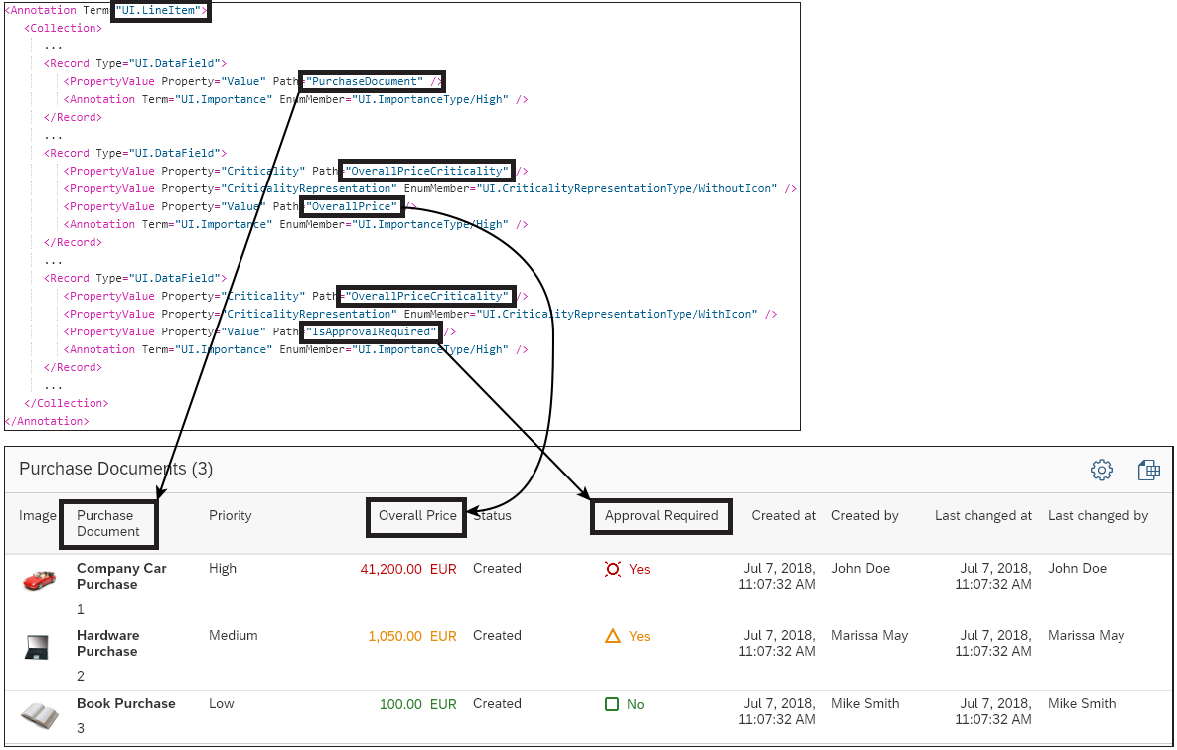 <Annotation Term="UI.LineItem">
<Collection>
...
<Record Type="UI.DataField">
<PropertyValue Property="Value" Path="PurchaseDocument" />
<Annotation Term="UI.Importance" EnumMember="UI.ImportanceType/High" />
</Record>
...
<Record Type="UI.DataField">
<PropertyValue Property="Criticality" Path="OverallPriceCriticality" />
<PropertyValue Property="CriticalityRepresentation" EnumMember="UI.CriticalityRepresentationType/WithoutIcon" />
<PropertyValue Property="Value" Path="OverallPrice" />
<Annotation Term="UI.Importance" EnumMember="UI.ImportanceType/High" />
</Record>
...
<Record Type="UI.DataField">
<PropertyValue Property="Criticality" Path="OverallPriceCriticality" />
<PropertyValue Property="CriticalityRepresentation" EnumMember="UI.CriticalityRepresentationType/WithIcon" />
<PropertyValue Property="Value" Path="IsApprovalRequired" />
<Annotation Term="UI.Importance" EnumMember="UI.ImportanceType/High" />
</Record>
...
</Collection>
</Annotation>
Purchase Documents (3)
Image Purchase Priority Overall Price Status Approval Required Created at Created by Last changed at Last changed by
Document
Company Car High 41,200.00 EUR Created Yes Jul 7, 2018, John Doe Jul 7, 2018, John Doe
Purchase 11:07:32 AM 11:07:32 AM
1
Hardware Medium 1,050.00 EUR Created Yes Jul 7, 2018, Marissa May Jul 7, 2018, Marissa May
Purchase 11:07:32 AM 11:07:32 AM
2
Book Purchase Low 100.00 EUR Created No Jul 7, 2018, Mike Smith Jul 7, 2018, Mike Smith
11:07:32 AM 11:07:32 AM
3